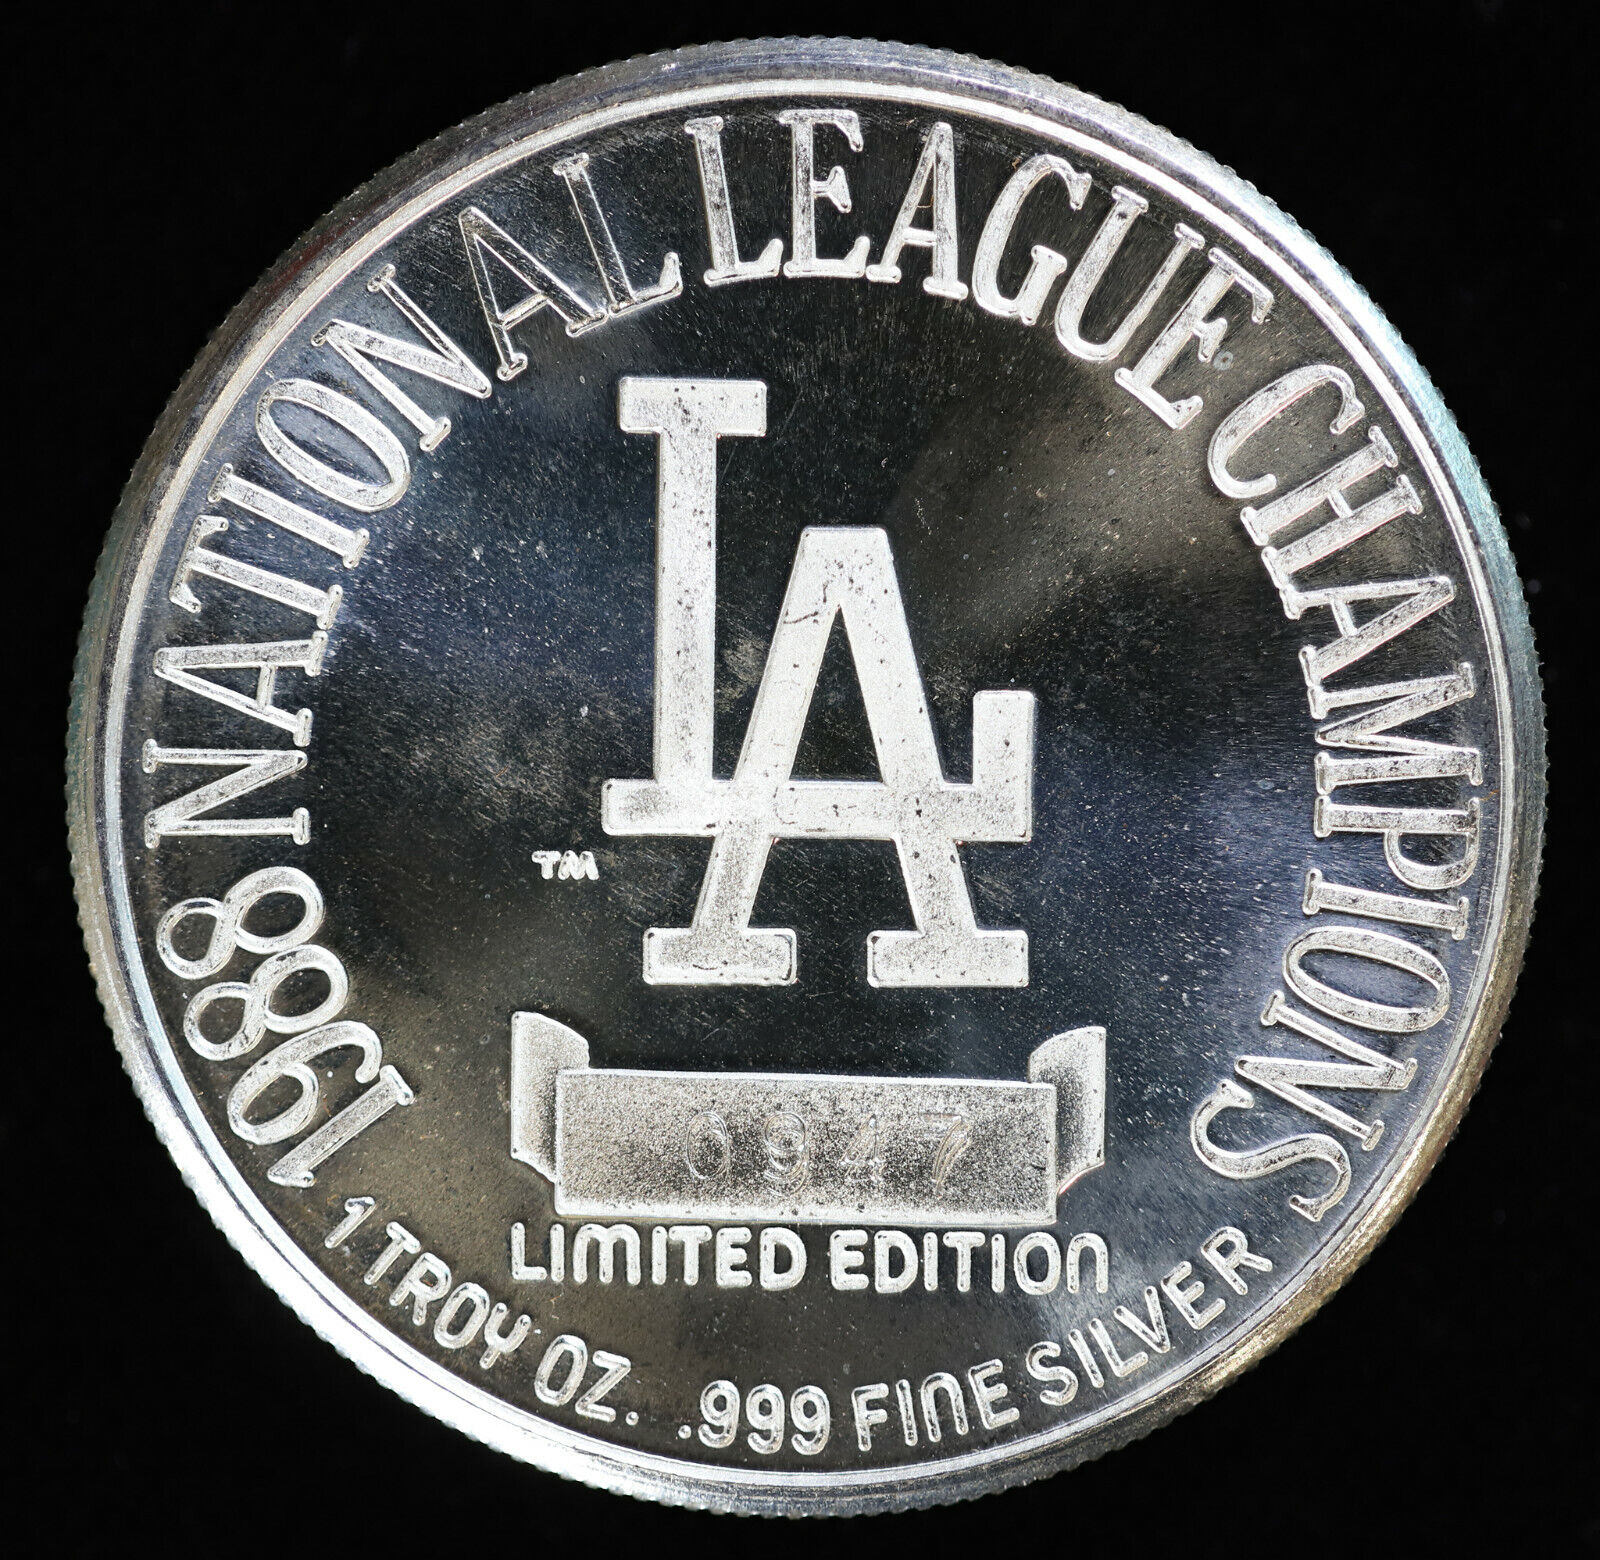 1988 NATIONAL LEAGUE CHAMPIONS
LA
TM
0947
LIMITED EDITION
1 TROY OZ. .999 FINE SILVER